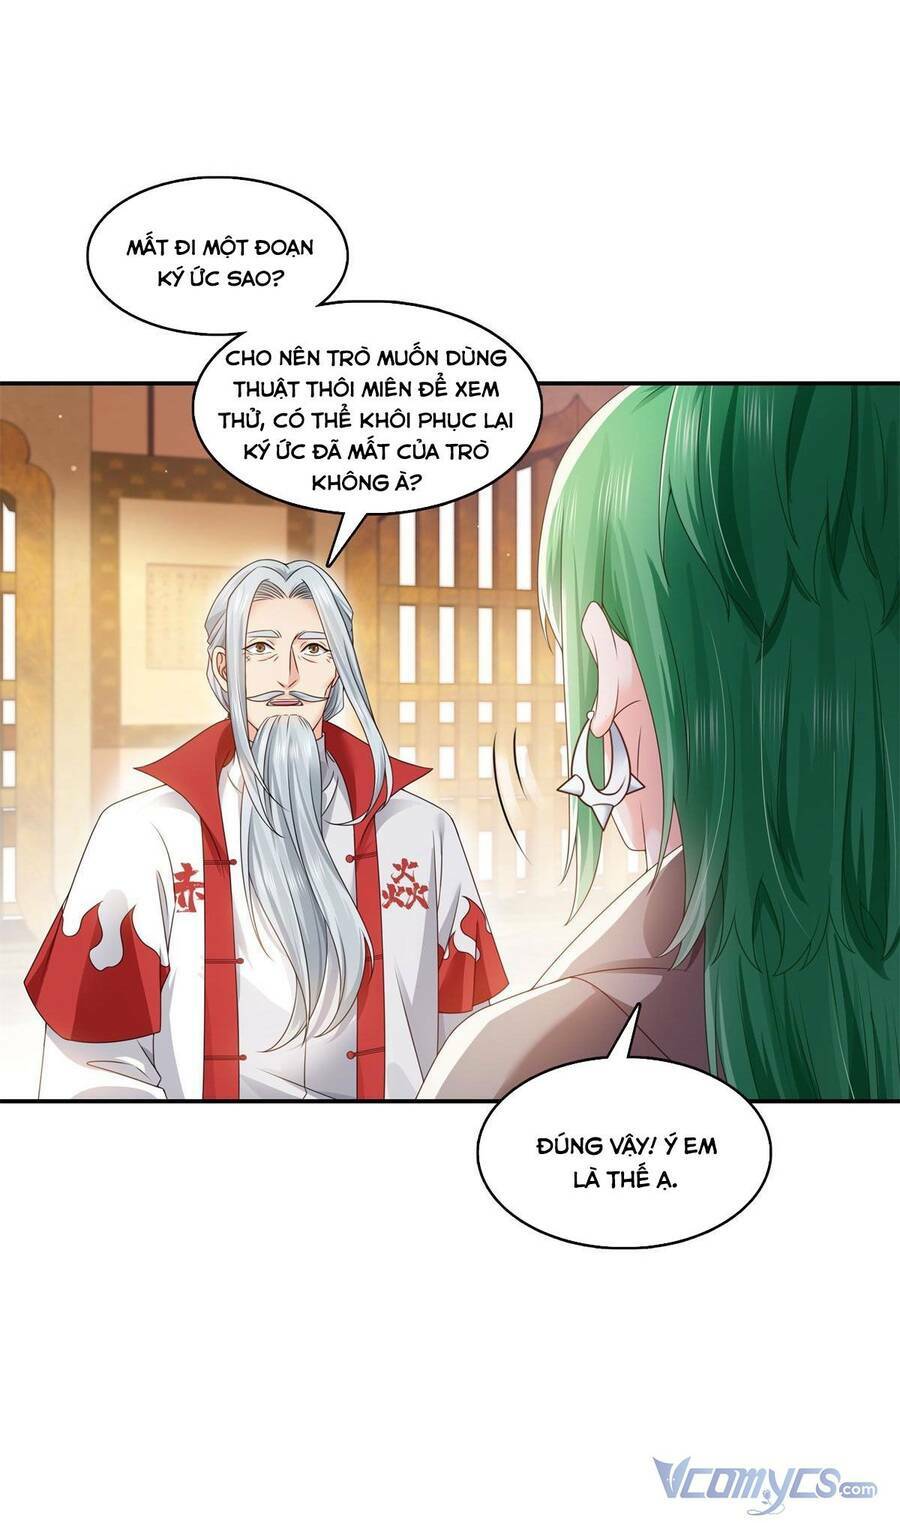 MẤT ĐI MỘT ĐOẠN
KÝ ỨC SAO?
CHO NÊN TRÒ MUỐN DÙNG
THUẬT THÔI MIÊN ĐỂ XEM
THỬ, CÓ THỂ KHÔI PHỤC LẠI
KÝ ỨC ĐÃ MẤT CỦA TRÒ
KHÔNG À?
赤
焱
ĐÚNG VẬY! Ý EM
LÀ THẾ Ạ.
VCOMYCS.com